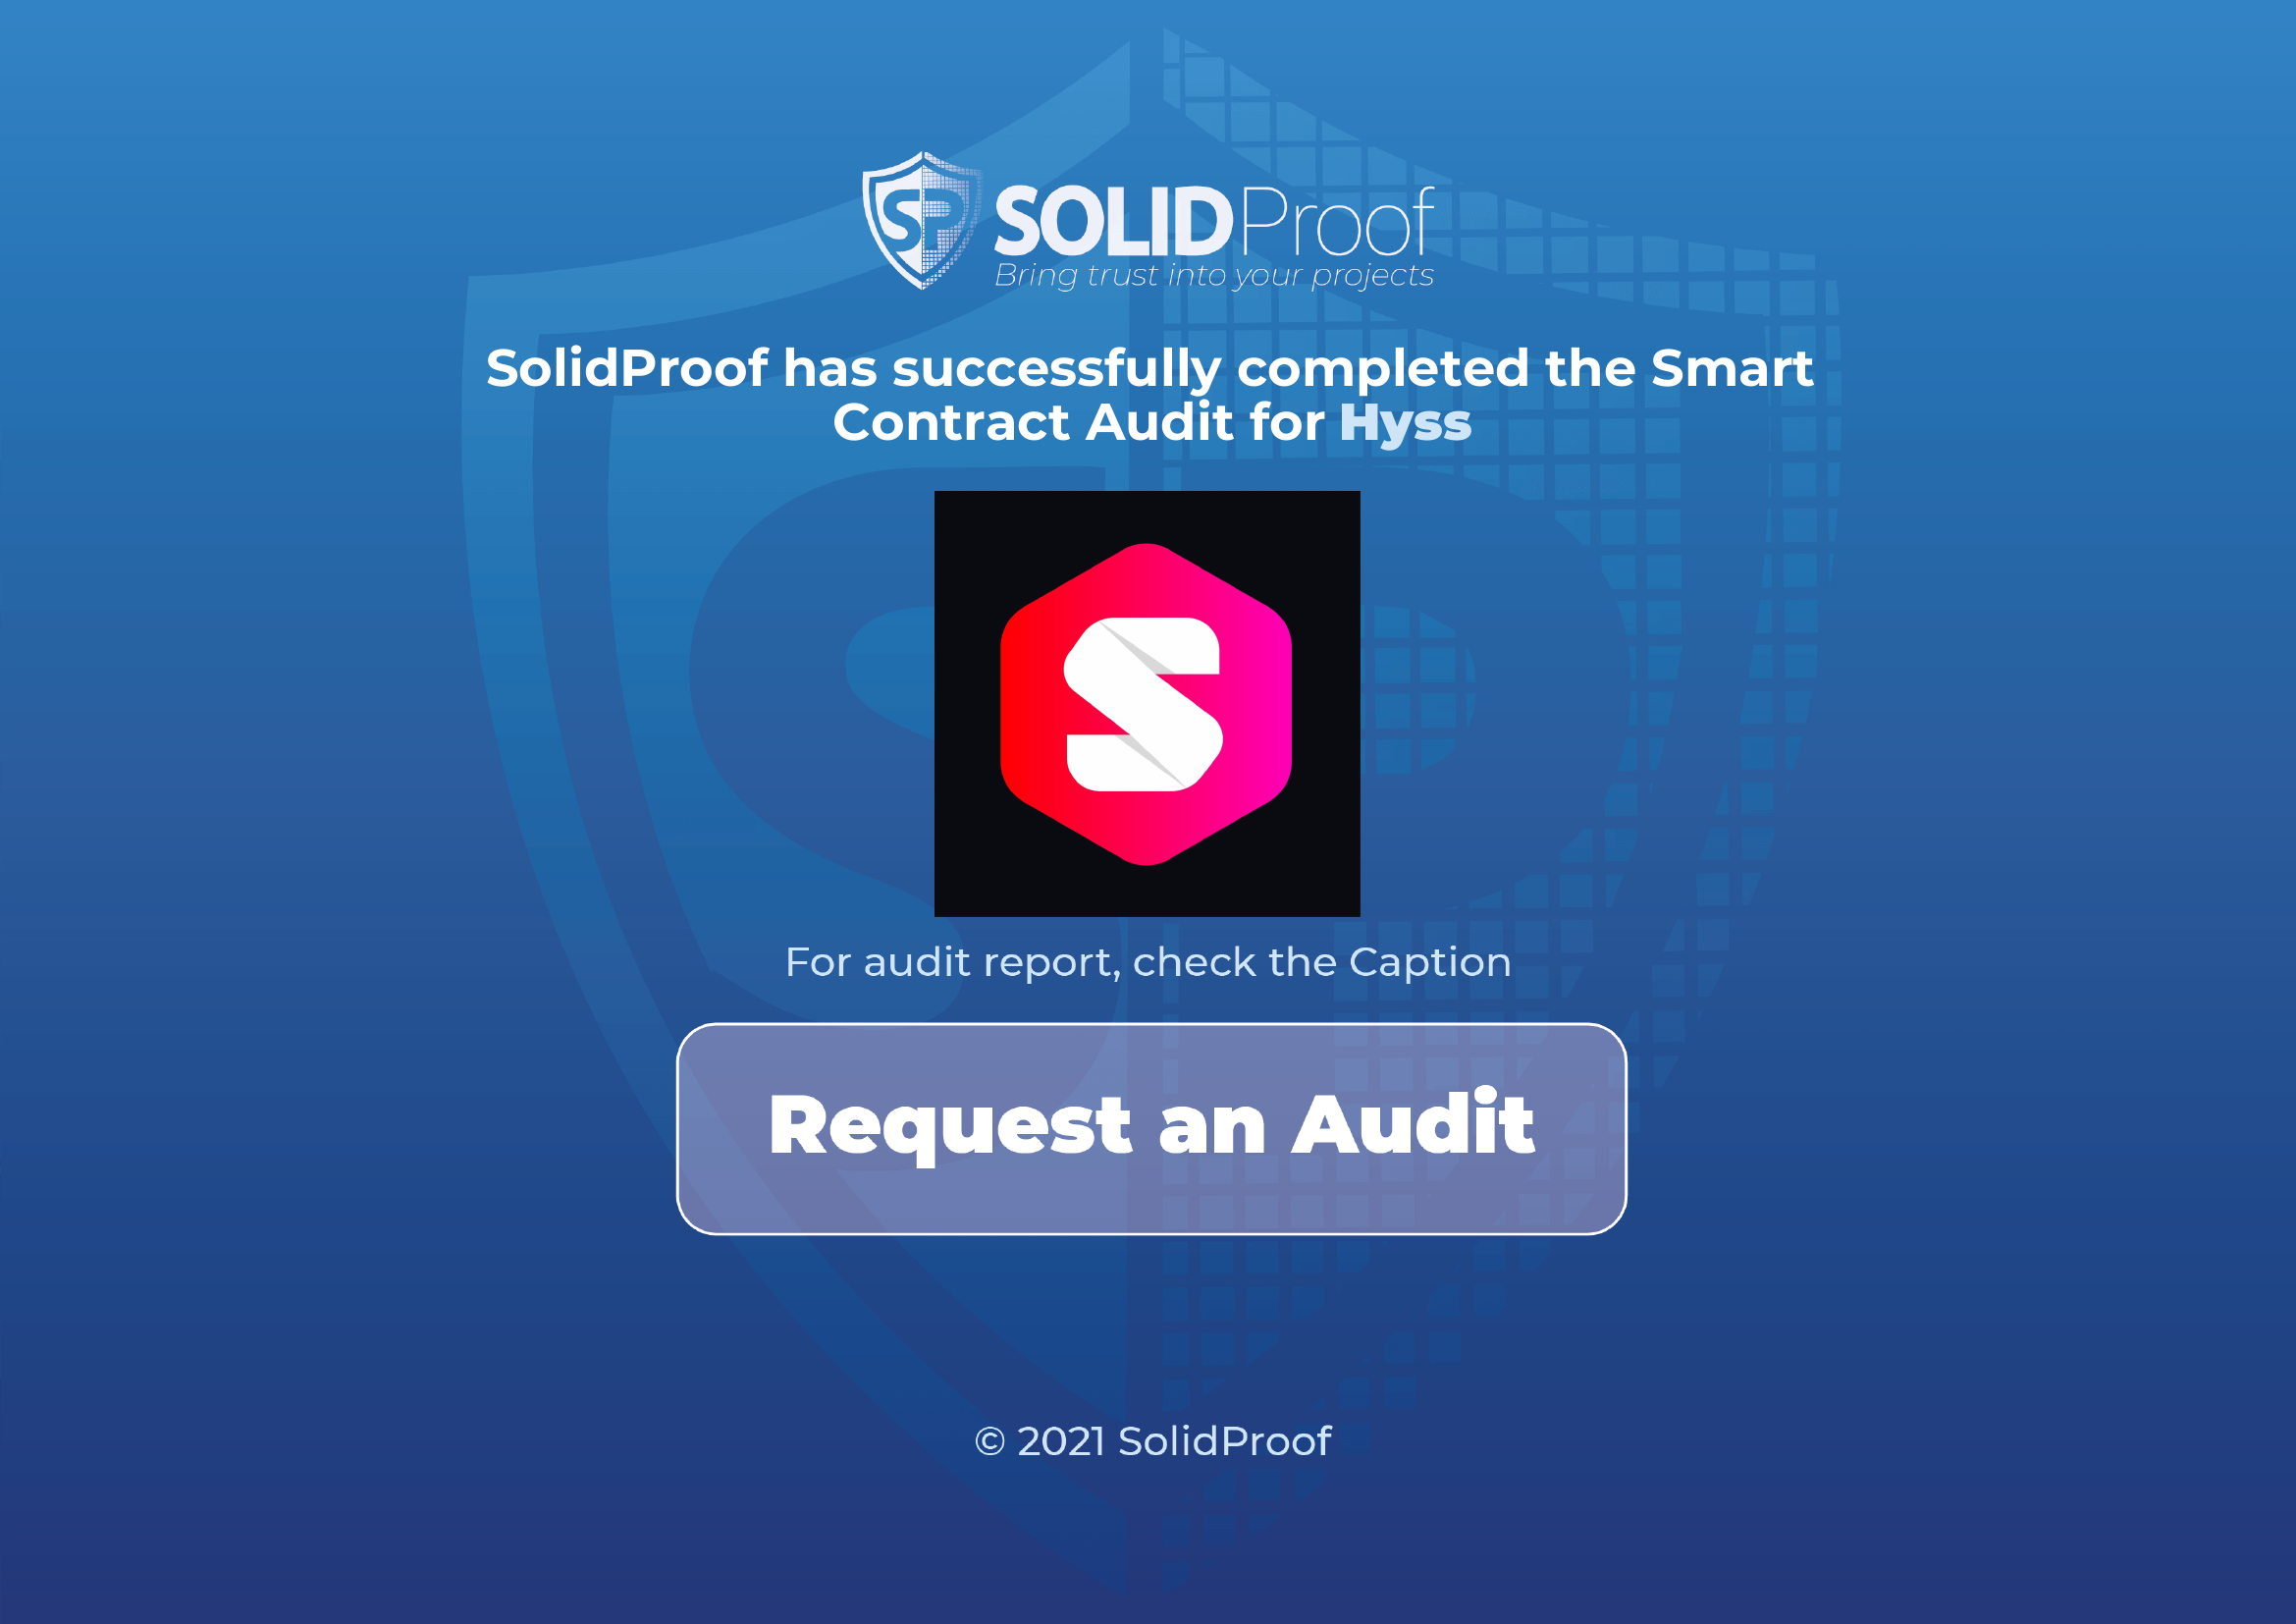 SP SOLIDProof
Bring trust into your projects
SolidProof has successfully completed the Smart
Contract Audit for Hyss
S
For audit report, check the Caption
Request an Audit
© 2021 SolidProof